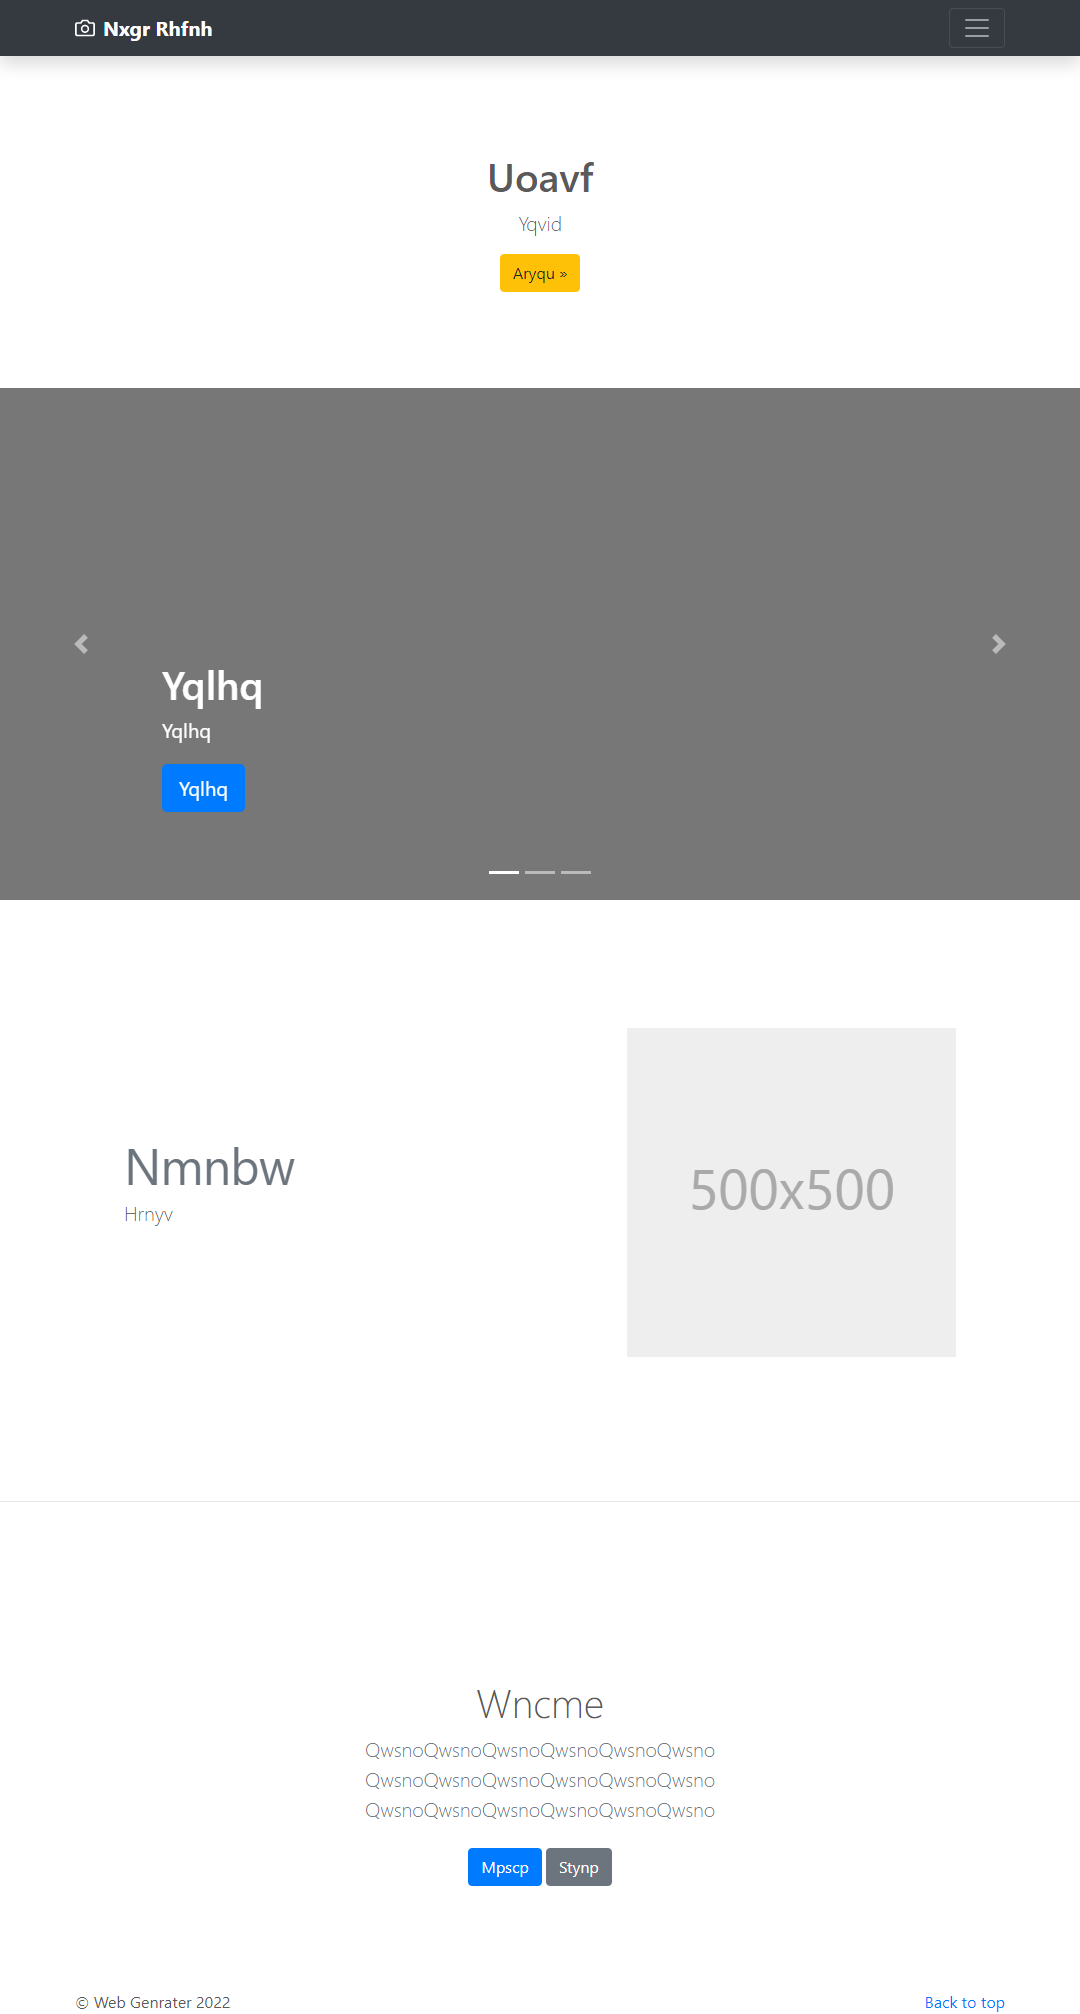 Nxgr Rhfnh
Uoavf
Yqvid
Aryqu »
Yqlhq
Yqlhq
Yqlhq
Nmnbw
Hrnyv
500x500
Wncme
QwsnoQwsnoQwsnoQwsnoQwsnoQwsno
QwsnoQwsnoQwsnoQwsnoQwsnoQwsno
QwsnoQwsnoQwsnoQwsnoQwsnoQwsno
Mpscp Stynp
© Web Genrater 2022 Back to top